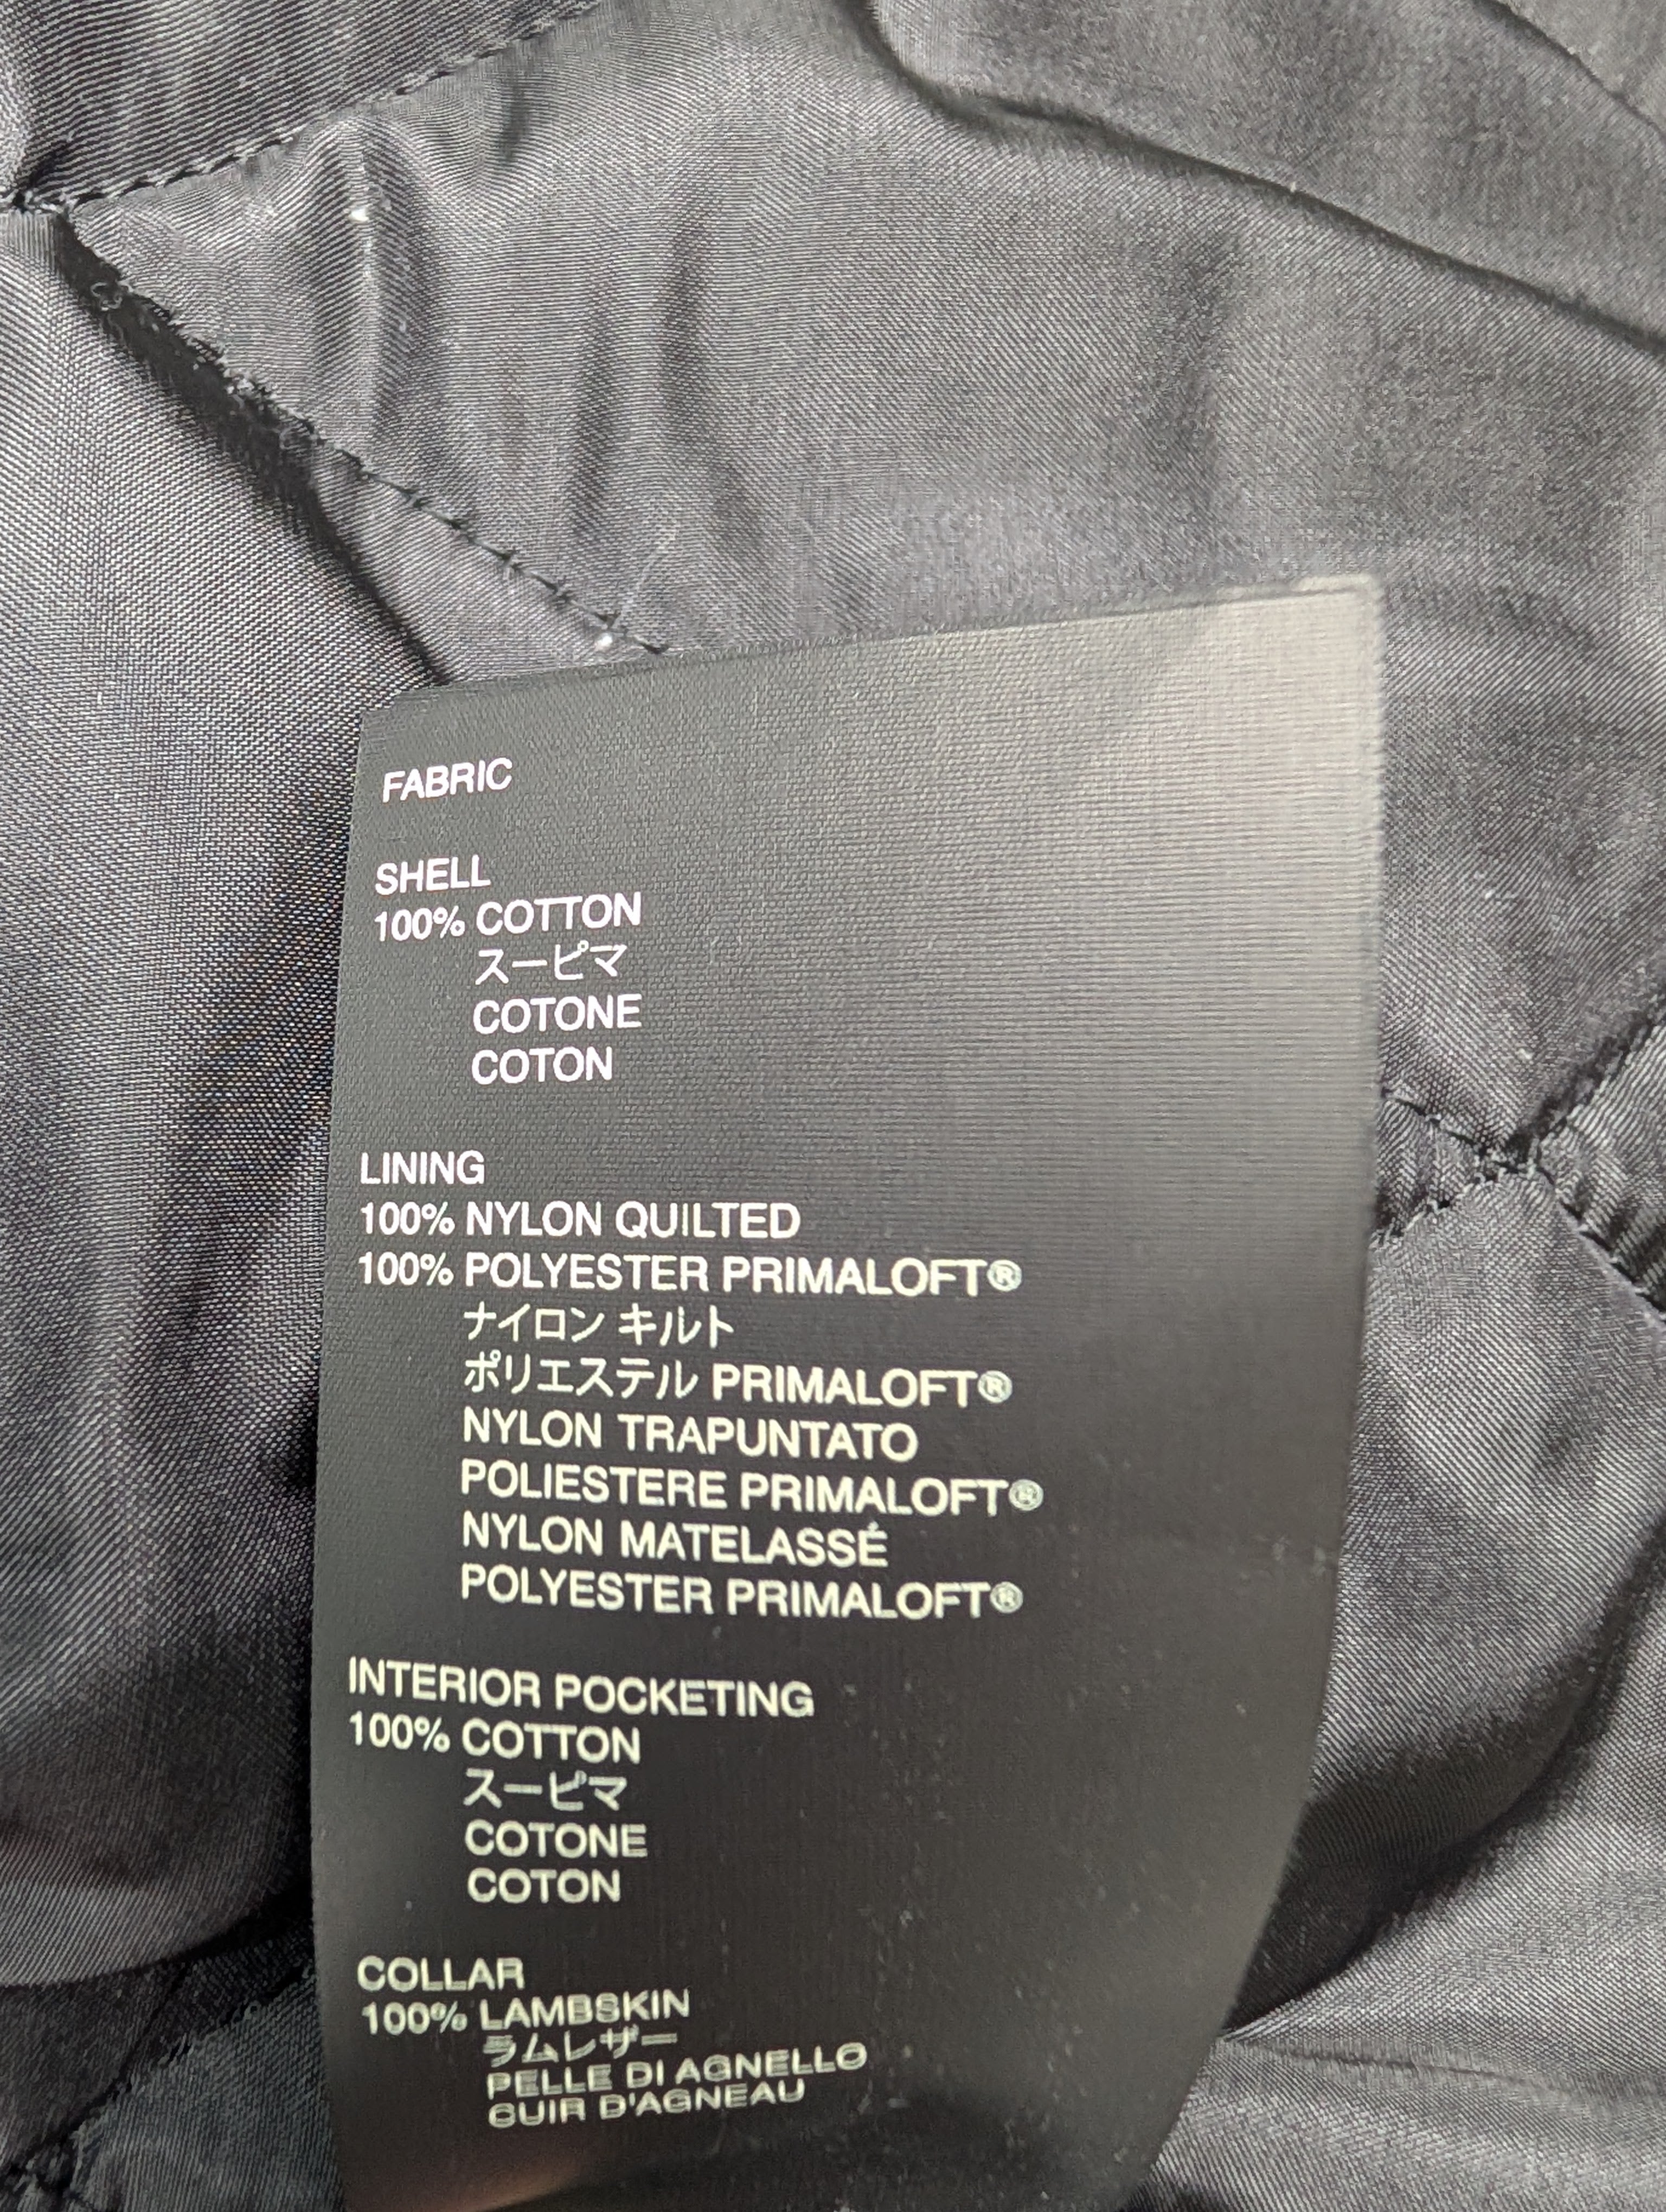 FABRIC
SHELL
100% COTTON
スーピマ
COTONE
COTON
LINING
100% NYLON QUILTED
100% POLYESTER PRIMALOFT®
ナイロン キルト
ポリエステル PRIMALOFT®
NYLON TRAPUNTATO
POLIESTERE PRIMALOFT®
NYLON MATELASSÉ
POLYESTER PRIMALOFT®
INTERIOR POCKETING
100% COTTON
スーピマ
COTONE
COTON
COLLAR
100% LAMBSKIN
ラムレザー
PELLE DI AGNELLO
CUIR D'AGNEAU